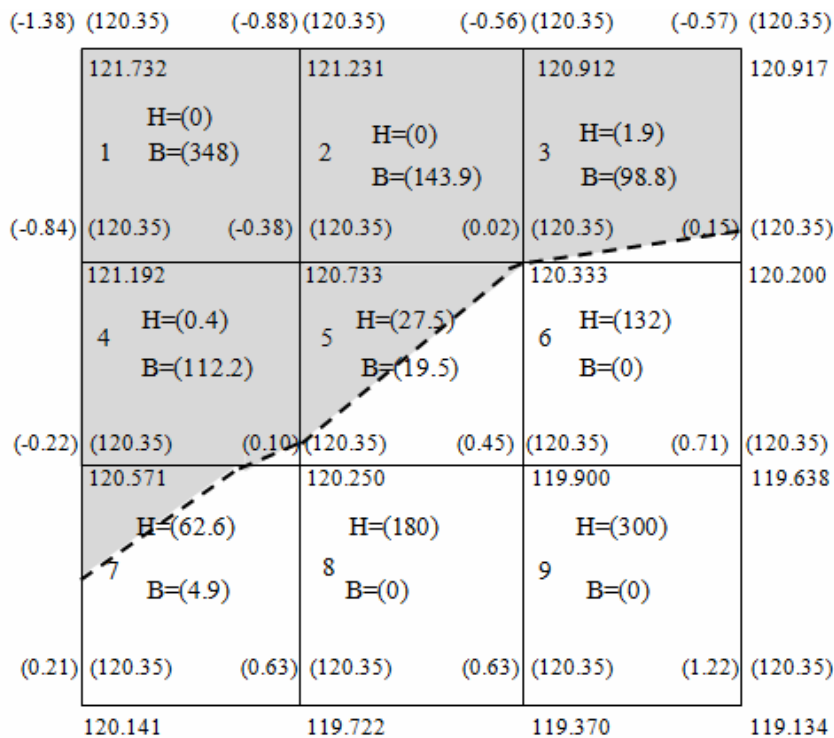 (-1.38) (120.35) (-0.88) (120.35) (-0.56) (120.35) (-0.57) (120.35)
121.732 121.231 120.912 120.917
H=(0) H=(0) H=(1.9)
1 B=(348) 2 B=(143.9) 3 B=(98.8)
(-0.84) (120.35) (-0.38) (120.35) (0.02) (120.35) (0.15) (120.35)
121.192 120.733 120.333 120.200
H=(0.4) H=(27.5) H=(132)
4 B=(112.2) 5 B=(19.5) 6 B=(0)
(-0.22) (120.35) (0.10) (120.35) (0.45) (120.35) (0.71) (120.35)
120.571 120.250 119.900 119.638
H=(62.6) H=(180) H=(300)
7 B=(4.9) 8 B=(0) 9 B=(0)
(0.21) (120.35) (0.63) (120.35) (0.63) (120.35) (1.22) (120.35)
120.141 119.722 119.370 119.134